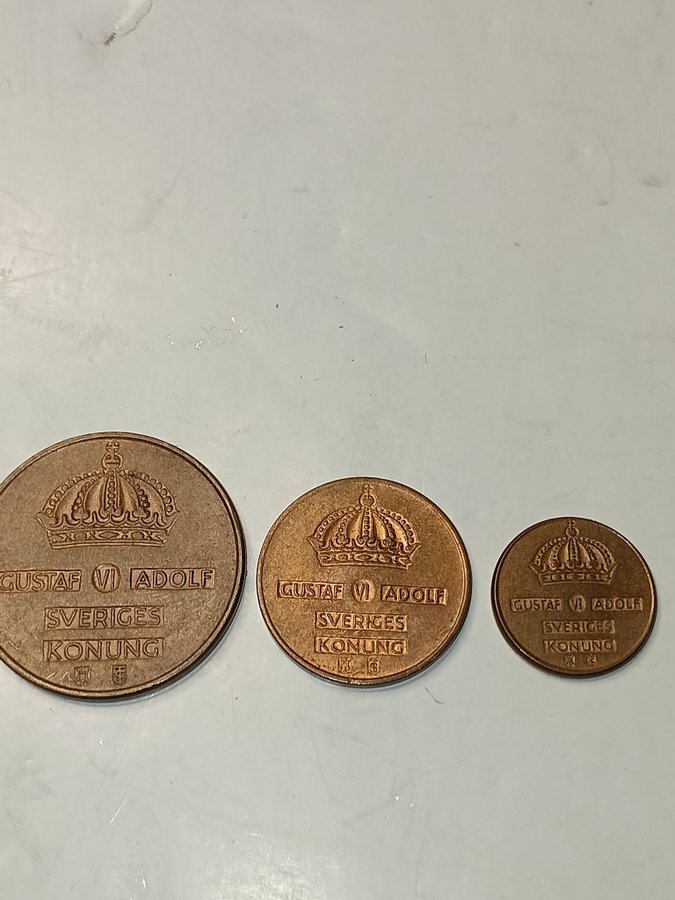 GUSTAF VI ADOLF
SVERIGES
KONUNG
GUSTAF VI ADOLF
SVERIGES
KONUNG
GUSTAF VI ADOLF
SVERIGES
KONUNG